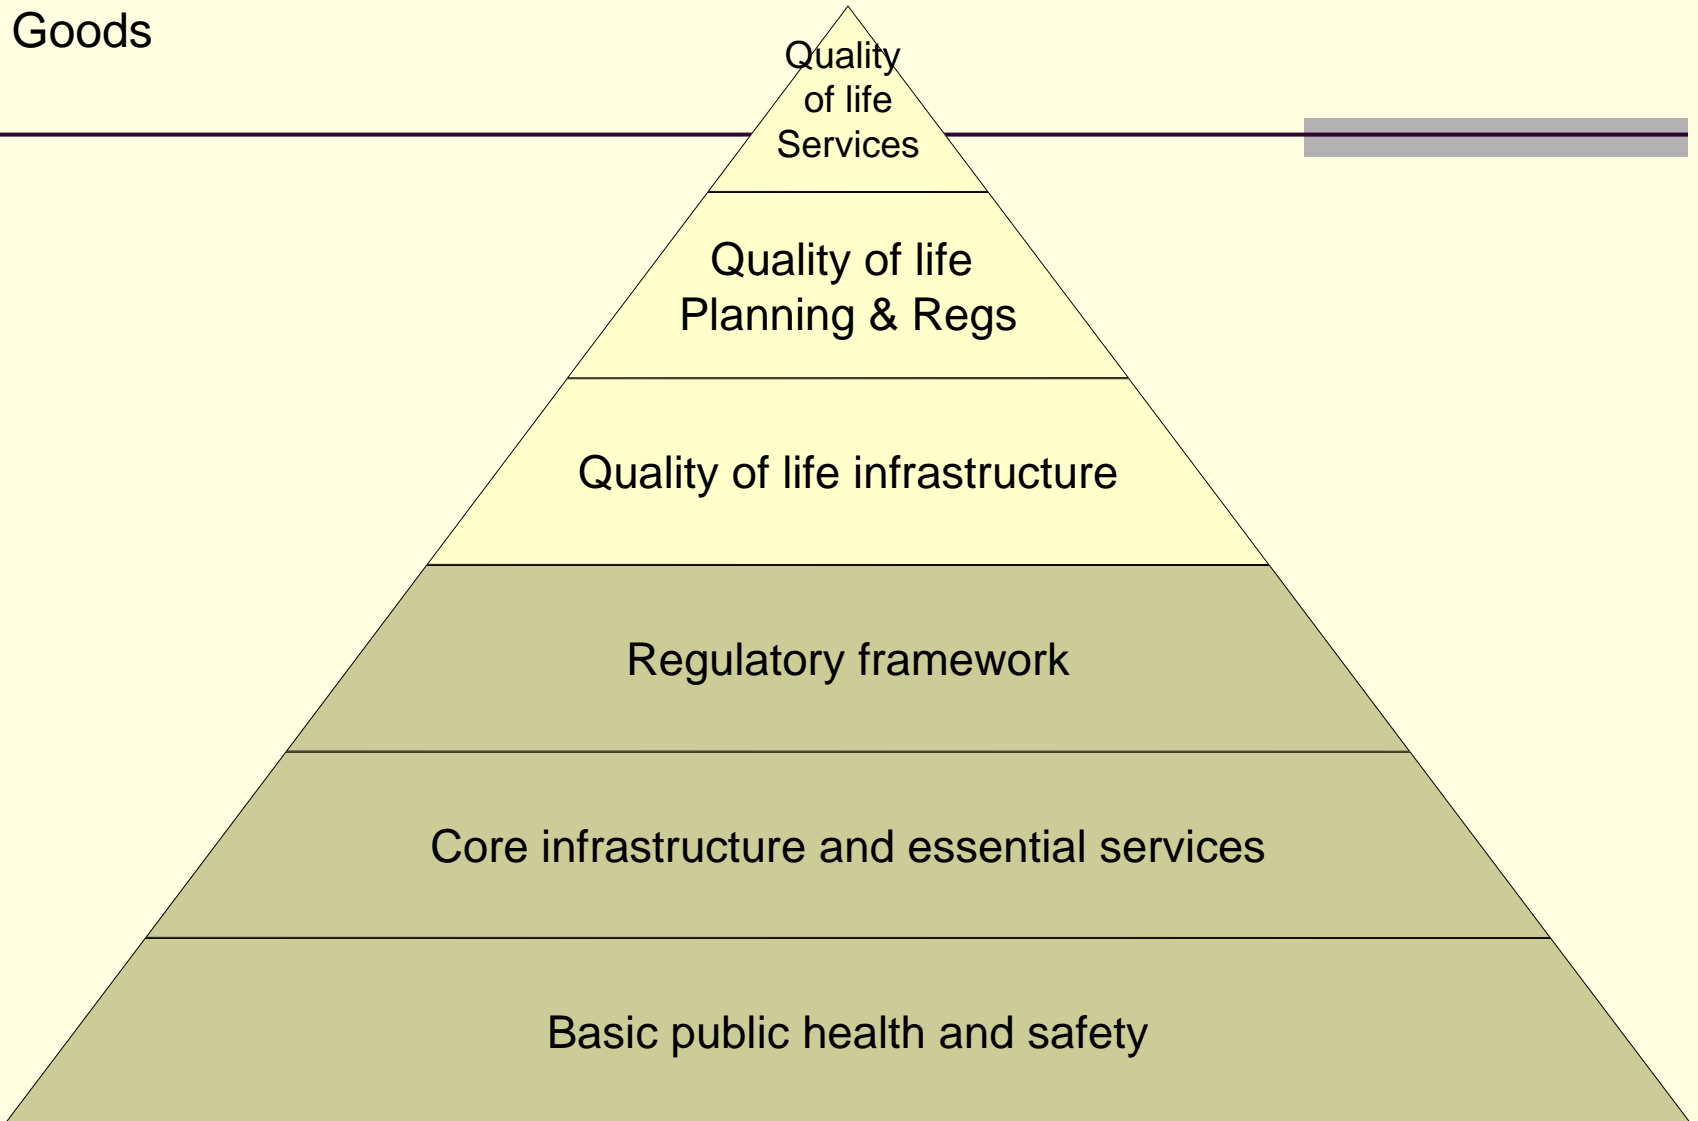 Goods
Quality
of life
Services
Quality of life
Planning & Regs
Quality of life infrastructure
Regulatory framework
Core infrastructure and essential services
Basic public health and safety